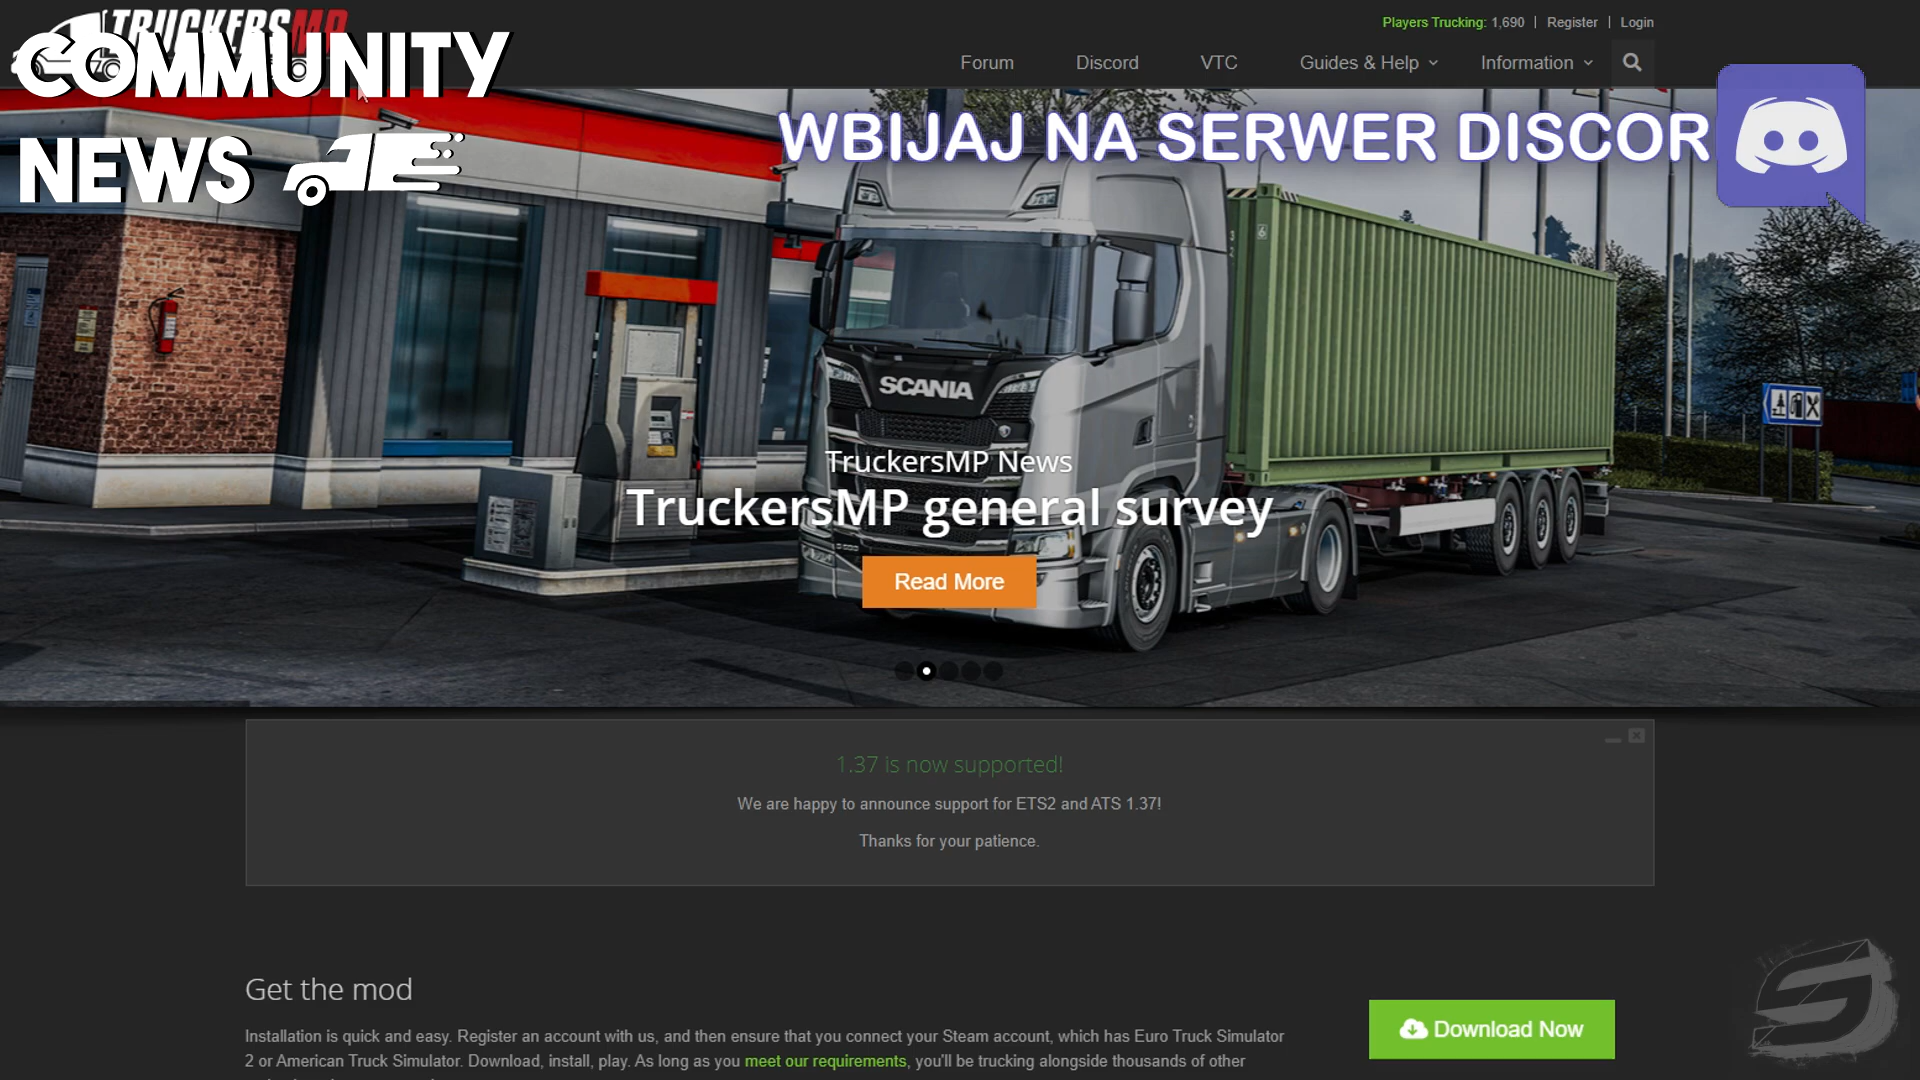 TRUCKERSMP
COMMUNITY
NEWS
Players Trucking: 1,690 | Register | Login
Forum Discord VTC Guides & Help Information
WBIJAJ NA SERWER DISCOR
SCANIA
TruckersMP News
TruckersMP general survey
Read More
1.37 is now supported!
We are happy to announce support for ETS2 and ATS 1.37!
Thanks for your patience.
Get the mod
Installation is quick and easy. Register an account with us, and then ensure that you connect your Steam account, which has Euro Truck Simulator
2 or American Truck Simulator. Download, install, play. As long as you meet our requirements, you'll be trucking alongside thousands of other
Download Now